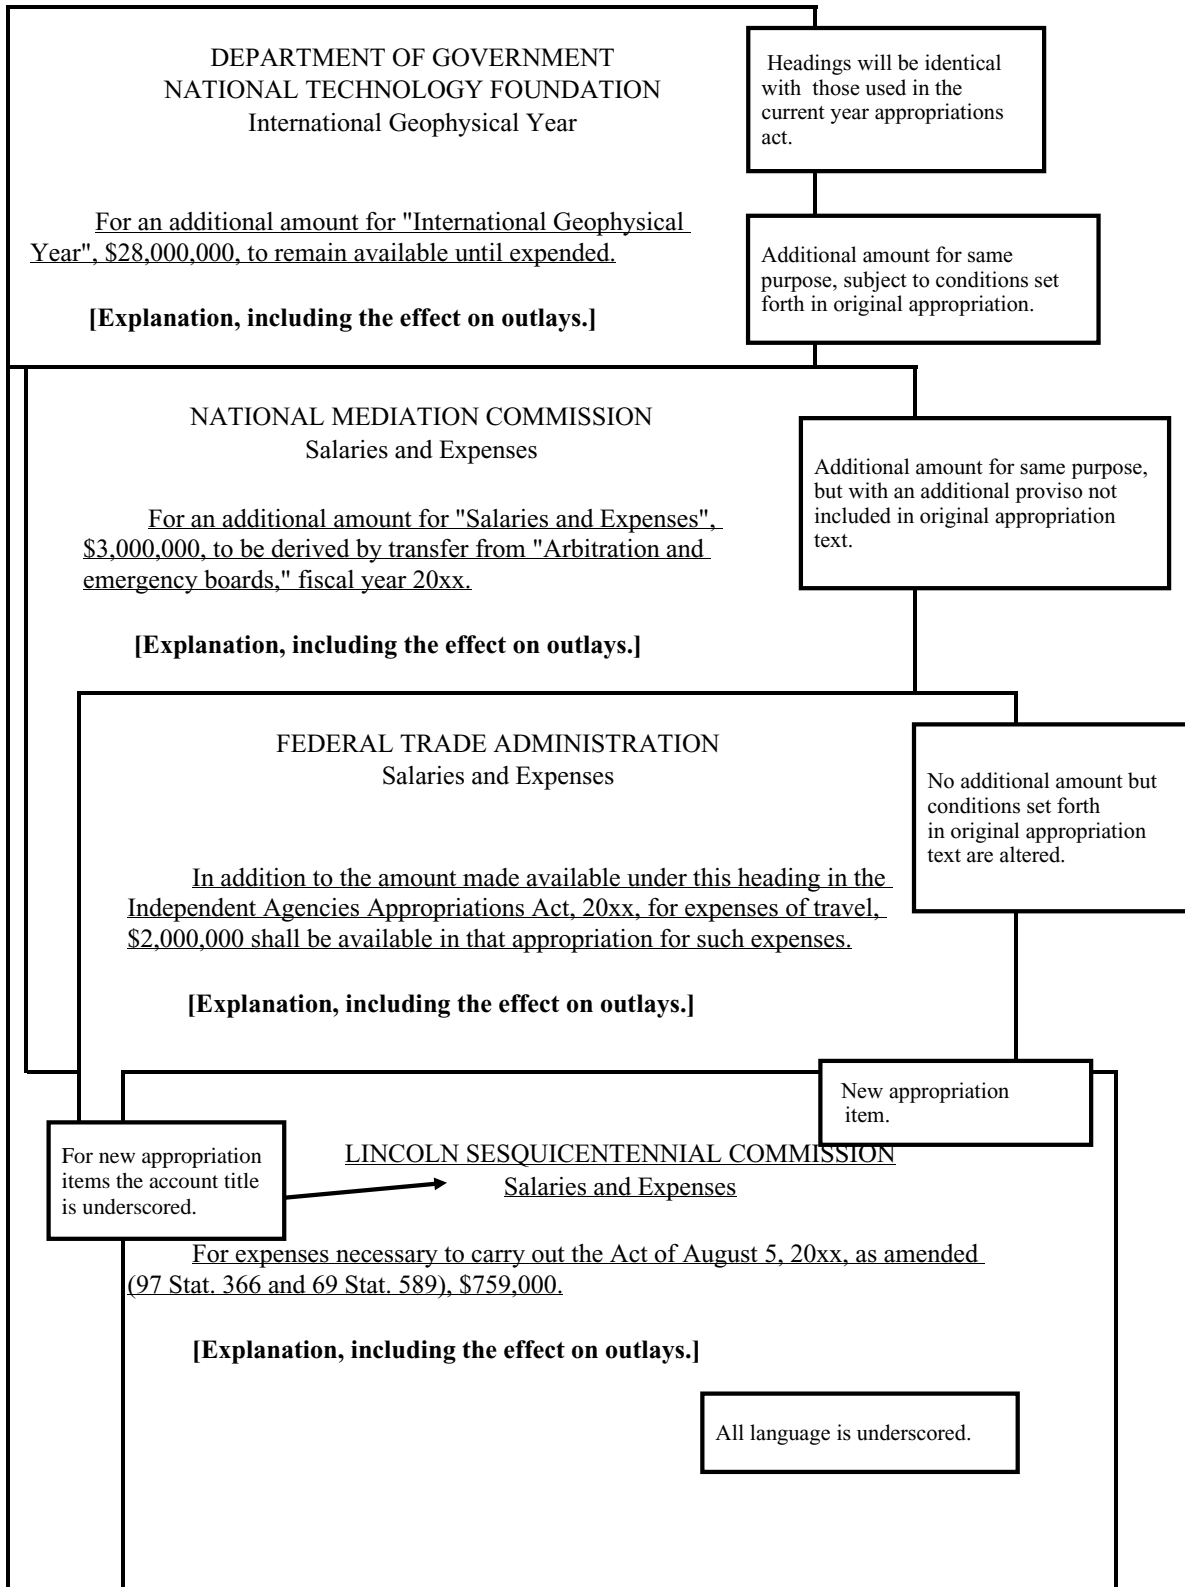 DEPARTMENT OF GOVERNMENT
NATIONAL TECHNOLOGY FOUNDATION
International Geophysical Year
Headings will be identical
with those used in the
current year appropriations
act.
For an additional amount for "International Geophysical
Year", $28,000,000, to remain available until expended.
[Explanation, including the effect on outlays.]
Additional amount for same
purpose, subject to conditions set
forth in original appropriation.
NATIONAL MEDIATION COMMISSION
Salaries and Expenses
For an additional amount for "Salaries and Expenses",
$3,000,000, to be derived by transfer from "Arbitration and
emergency boards," fiscal year 20xx.
[Explanation, including the effect on outlays.]
Additional amount for same purpose,
but with an additional proviso not
included in original appropriation
text.
FEDERAL TRADE ADMINISTRATION
Salaries and Expenses
In addition to the amount made available under this heading in the
Independent Agencies Appropriations Act, 20xx, for expenses of travel,
$2,000,000 shall be available in that appropriation for such expenses.
[Explanation, including the effect on outlays.]
No additional amount but
conditions set forth
in original appropriation
text are altered.
New appropriation
item.
For new appropriation
items the account title
is underscored.
LINCOLN SESQUICENTENNIAL COMMISSION
Salaries and Expenses
For expenses necessary to carry out the Act of August 5, 20xx, as amended
(97 Stat. 366 and 69 Stat. 589), $759,000.
[Explanation, including the effect on outlays.]
All language is underscored.